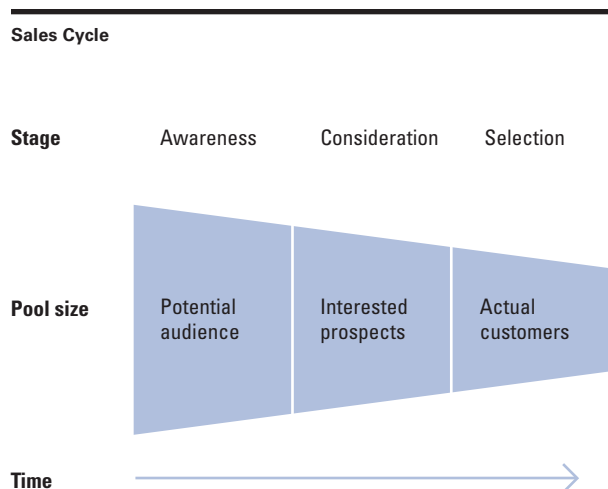 Sales Cycle
Stage Awareness Consideration Selection
Pool size Potential audience Interested prospects Actual customers
Time